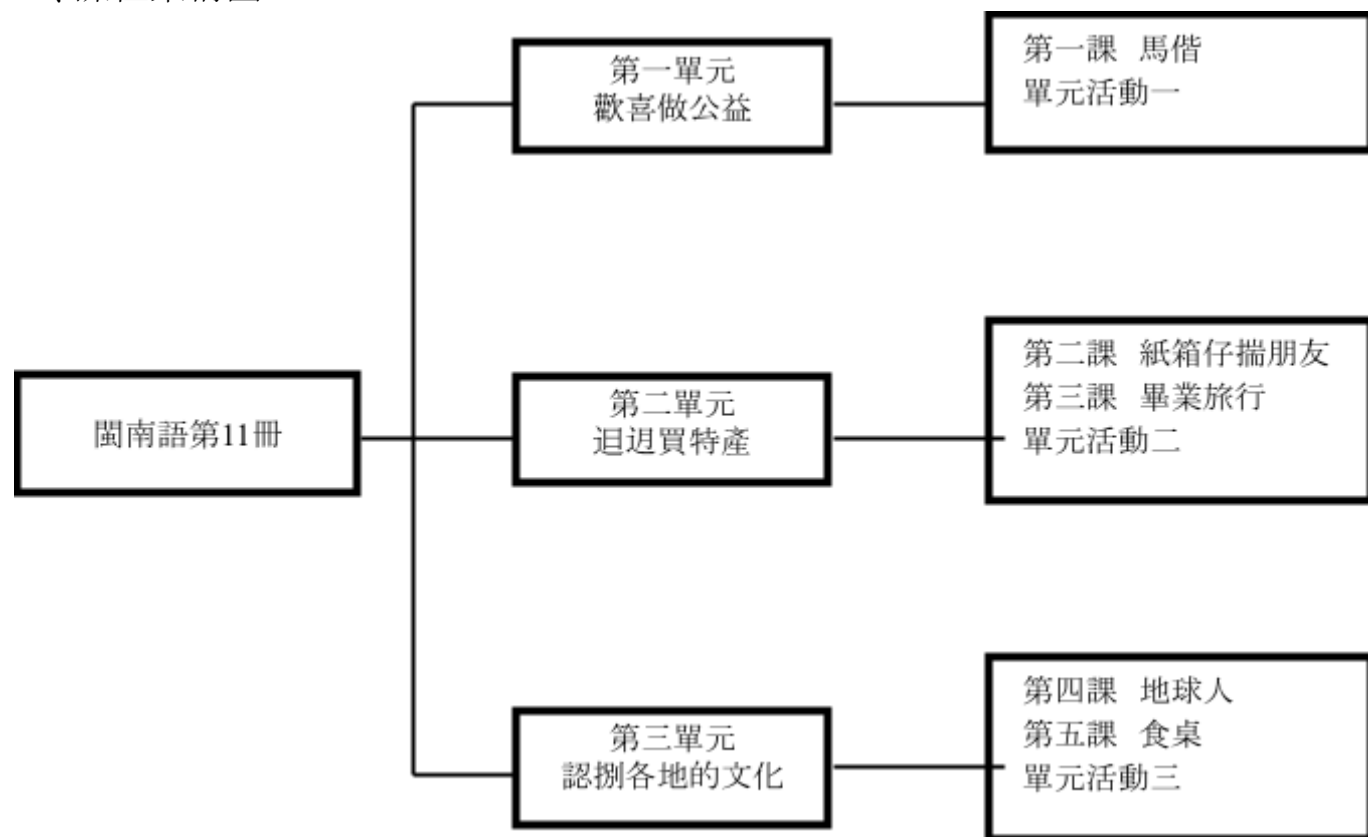 第一課 馬偕
單元活動一
第一單元
歡喜做公益
第二課 紙箱仔揣朋友
第三課 畢業旅行
單元活動二
閩南語第11冊
第二單元
𨑨迌買特產
第四課 地球人
第五課 食桌
單元活動三
第三單元
認捌各地的文化